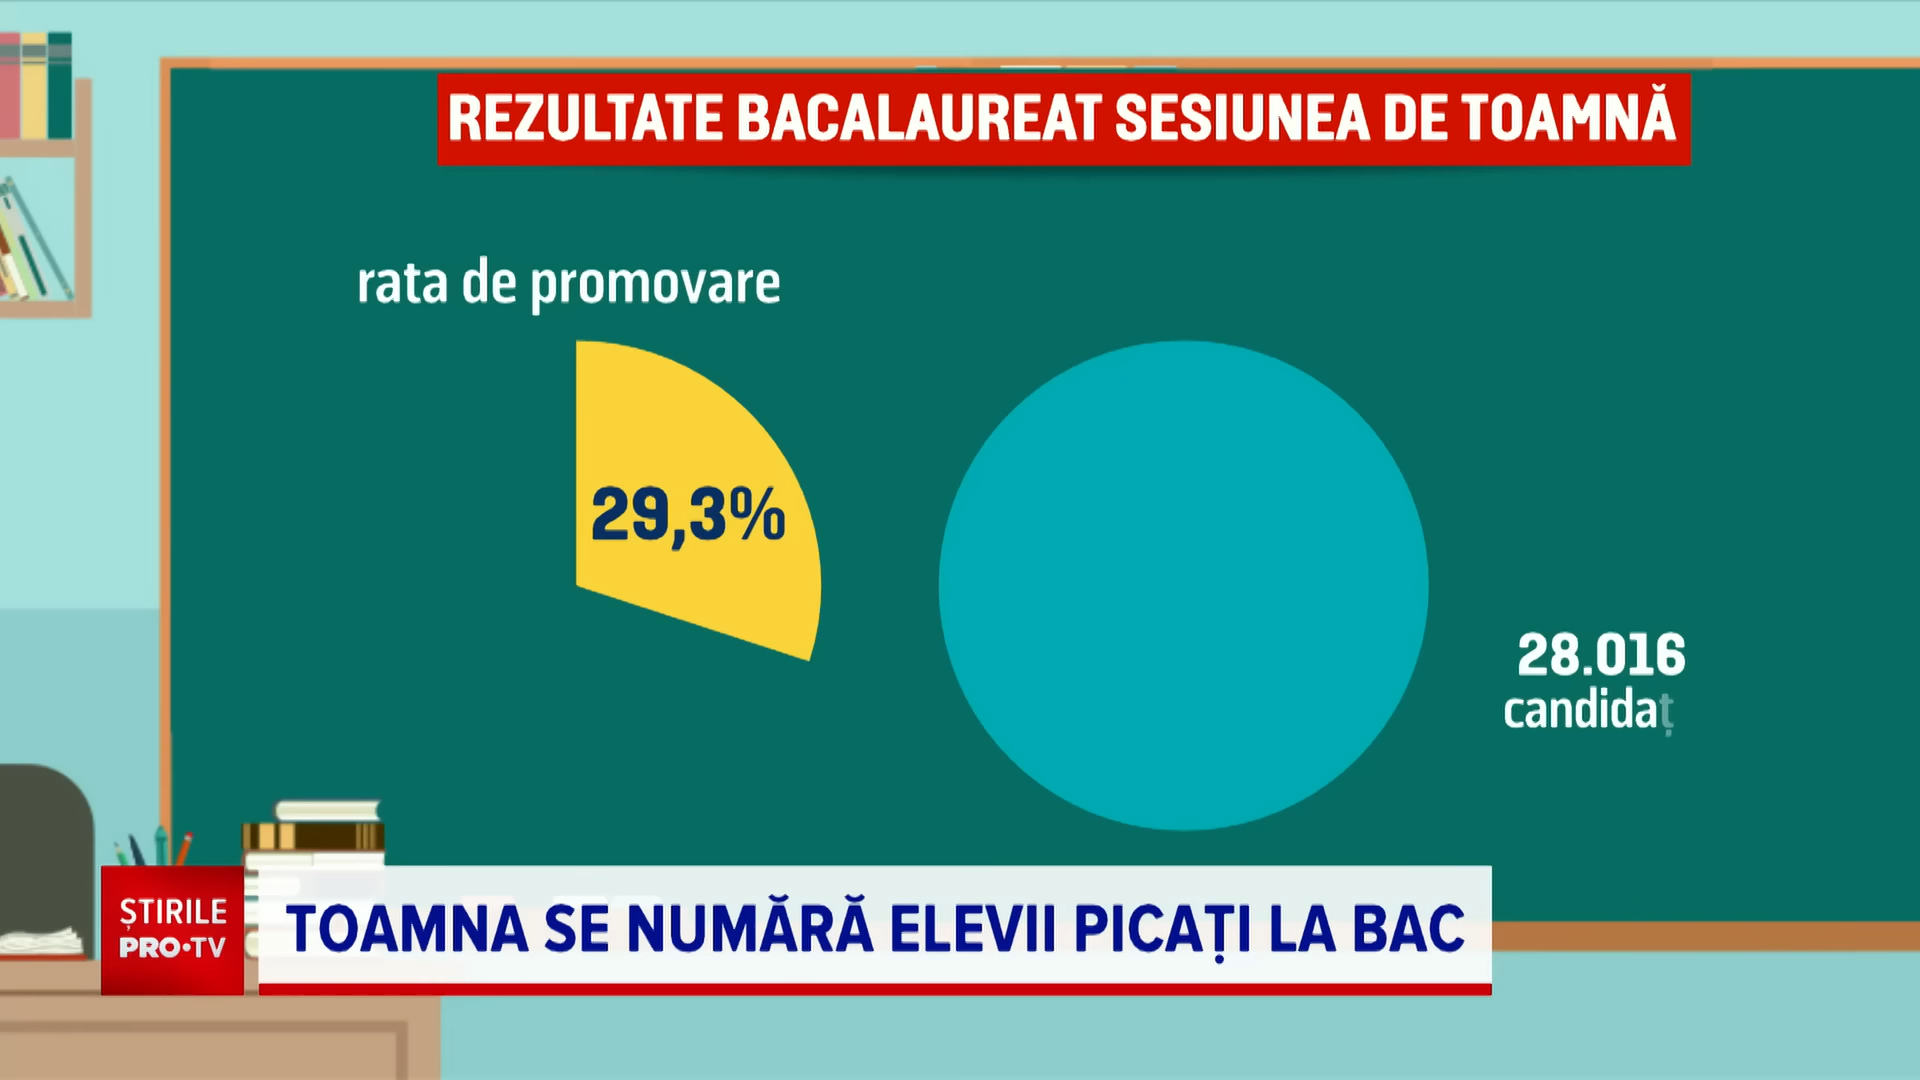 REZULTATE BACALAUREAT SESIUNEA DE TOAMNĂ
rata de promovare
29,3%
28.016
candidaț
ȘTIRILE
PRO•TV
TOAMNA SE NUMĂRĂ ELEVII PICAȚI LA BAC